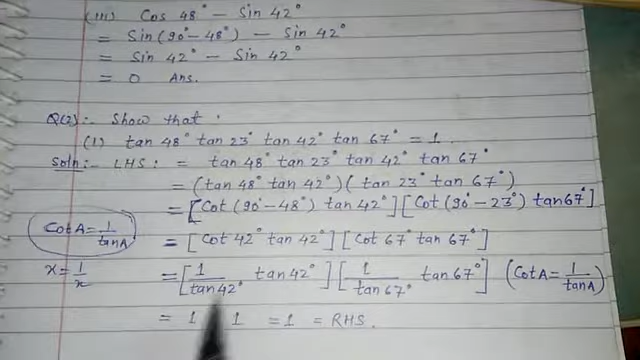 (iii) Cos 48° - Sin 42°
= Sin(90°-48°) - Sin 42°
= Sin 42° - Sin 42°
= 0 Ans.
Q(2):- Show that :
(1) tan 48° tan 23° tan 42° tan 67° = 1.
Soln:- LHS: = tan 48° tan 23° tan 42° tan 67°
= (tan 48° tan 42°)(tan 23° tan 67°)
= [Cot (90°-48°) tan 42°][Cot (90°-23°) tan 67°]
Cot A = 1/tan A
= [Cot 42° tan 42°][Cot 67° tan 67°]
x = 1/x
= [1/tan 42° tan 42°][1/tan 67° tan 67°] (Cot A = 1/tan A)
= 1 1 = 1 = RHS.